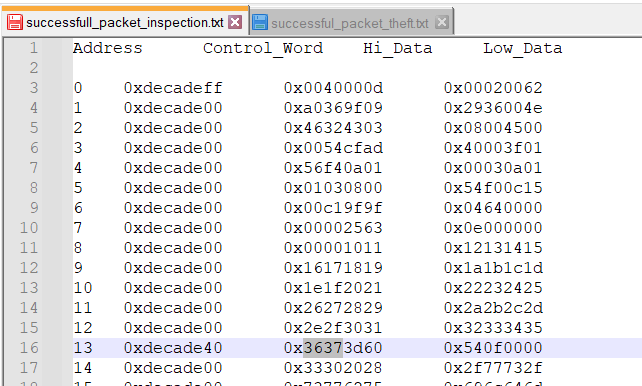 successfull_packet_inspection.txt successful_packet_theft.txt
1 Address Control_Word Hi_Data Low_Data
2
3 0 0xdecadeff 0x0040000d 0x00020062
4 1 0xdecade00 0xa0369f09 0x2936004e
5 2 0xdecade00 0x46324303 0x08004500
6 3 0xdecade00 0x0054cfad 0x40003f01
7 4 0xdecade00 0x56f40a01 0x00030a01
8 5 0xdecade00 0x01030800 0x54f00c15
9 6 0xdecade00 0x00c19f9f 0x04640000
10 7 0xdecade00 0x00002563 0x0e000000
11 8 0xdecade00 0x00001011 0x12131415
12 9 0xdecade00 0x16171819 0x1a1b1c1d
13 10 0xdecade00 0x1e1f2021 0x22232425
14 11 0xdecade00 0x26272829 0x2a2b2c2d
15 12 0xdecade00 0x2e2f3031 0x32333435
16 13 0xdecade40 0x36373d60 0x540f0000
17 14 0xdecade00 0x33302028 0x2f77732f